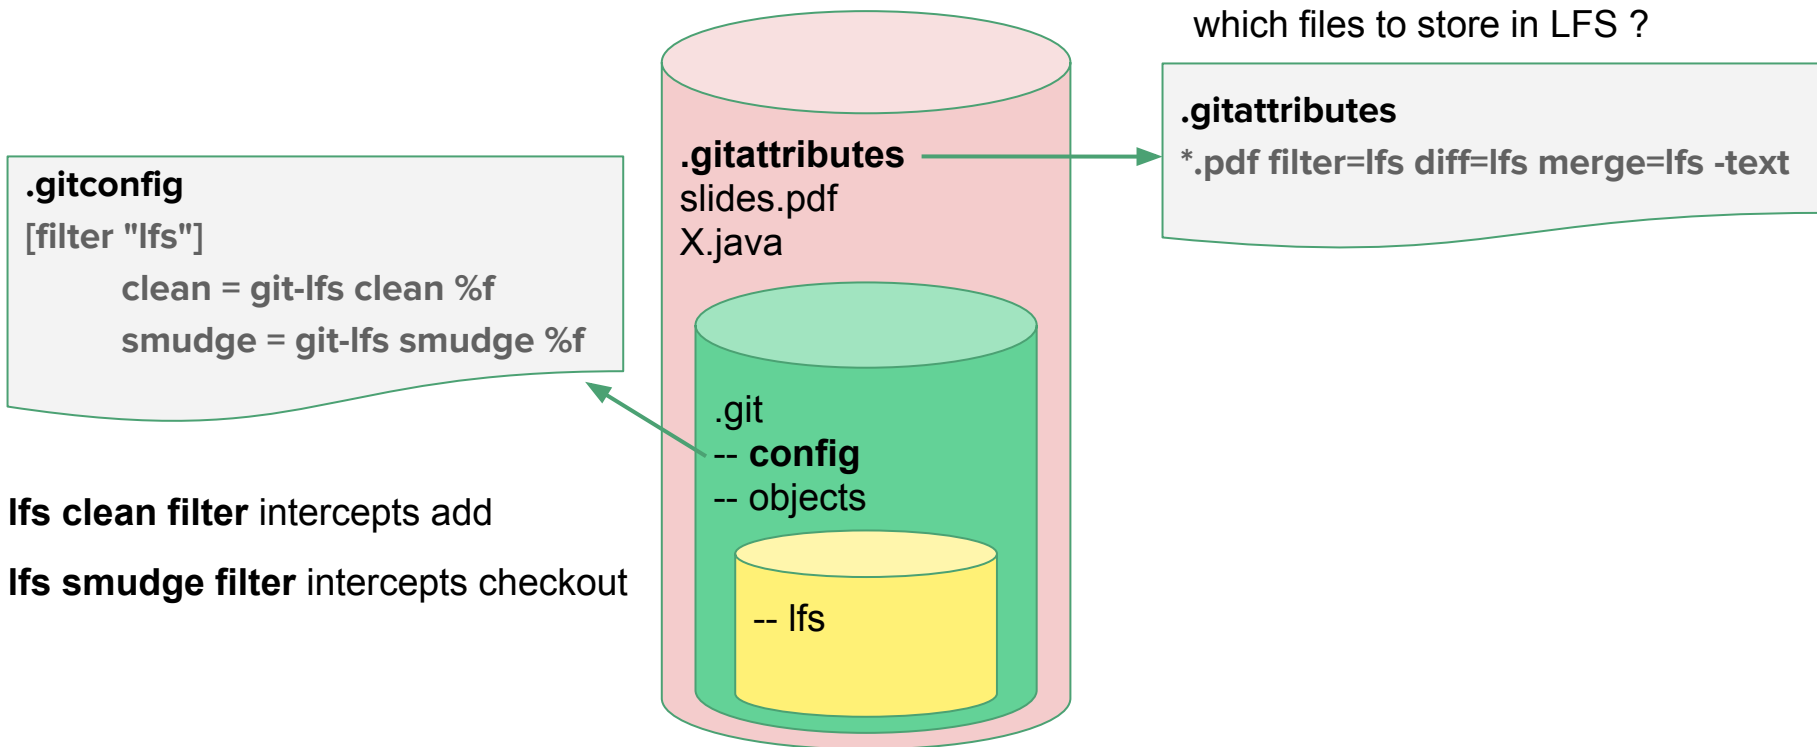 which files to store in LFS ?
.gitattributes
*.pdf filter=lfs diff=lfs merge=lfs -text
.gitattributes
slides.pdf
X.java
.gitconfig
[filter "lfs"]
clean = git-lfs clean %f
smudge = git-lfs smudge %f
.git
-- config
-- objects
-- lfs
lfs clean filter intercepts add
lfs smudge filter intercepts checkout